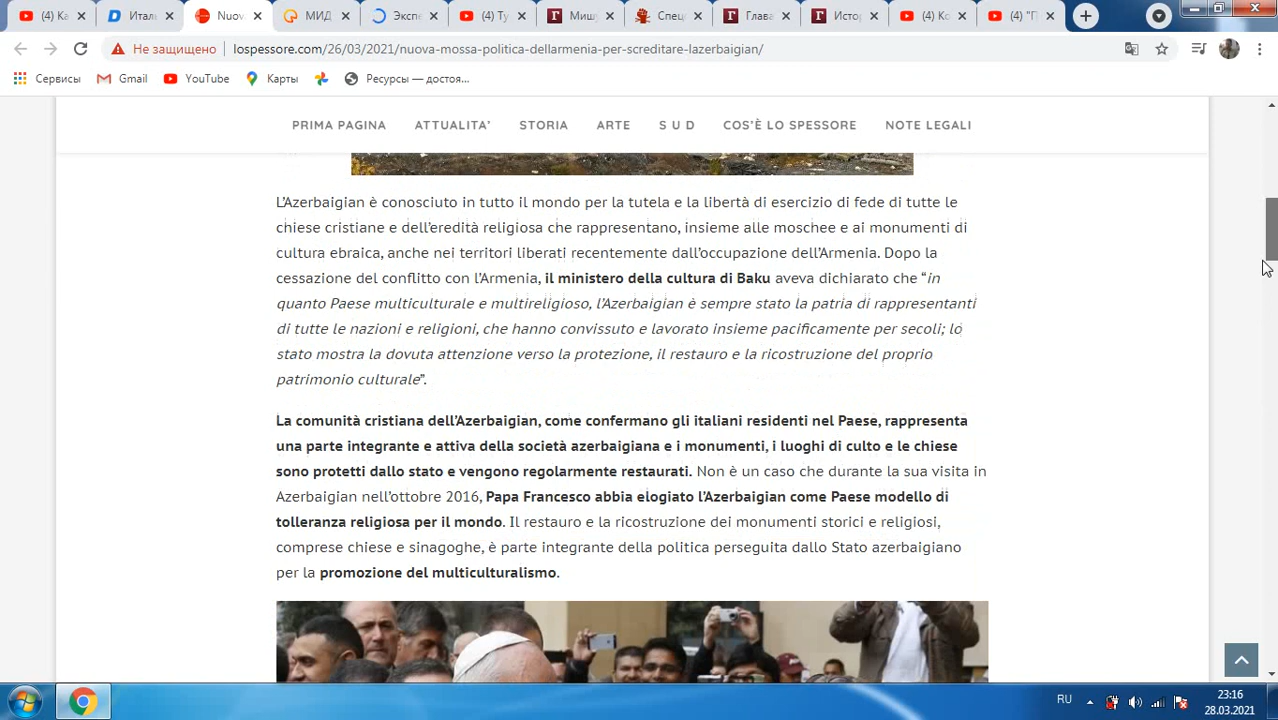 (4) Ка
Итал
Nuov
МИД
Экспе
(4) Ту
Миш
Спец
Глава
Исто
(4) "П
Не защищено
lospessore.com/26/03/2021/nuova-mossa-politica-dellarmenia-per-screditare-lazerbaigian/
Сервисы
Gmail
YouTube
Карты
Ресурсы — достоя...
PRIMA PAGINA
ATTUALITA’
STORIA
ARTE
S U D
COS’È LO SPESSORE
NOTE LEGALI
L’Azerbaigian è conosciuto in tutto il mondo per la tutela e la libertà di esercizio di fede di tutte le
chiese cristiane e dell’eredità religiosa che rappresentano, insieme alle moschee e ai monumenti di
cultura ebraica, anche nei territori liberati recentemente dall’occupazione dell’Armenia. Dopo la
cessazione del conflitto con l’Armenia, il ministero della cultura di Baku aveva dichiarato che “in
quanto Paese multiculturale e multireligioso, l’Azerbaigian è sempre stato la patria di rappresentanti
di tutte le nazioni e religioni, che hanno convissuto e lavorato insieme pacificamente per secoli; lo
stato mostra la dovuta attenzione verso la protezione, il restauro e la ricostruzione del proprio
patrimonio culturale”.
La comunità cristiana dell’Azerbaigian, come confermano gli italiani residenti nel Paese, rappresenta
una parte integrante e attiva della società azerbaigiana e i monumenti, i luoghi di culto e le chiese
sono protetti dallo stato e vengono regolarmente restaurati. Non è un caso che durante la sua visita in
Azerbaigian nell’ottobre 2016, Papa Francesco abbia elogiato l’Azerbaigian come Paese modello di
tolleranza religiosa per il mondo. Il restauro e la ricostruzione dei monumenti storici e religiosi,
comprese chiese e sinagoghe, è parte integrante della politica perseguita dallo Stato azerbaigiano
per la promozione del multiculturalismo.
RU
23:16
28.03.2021